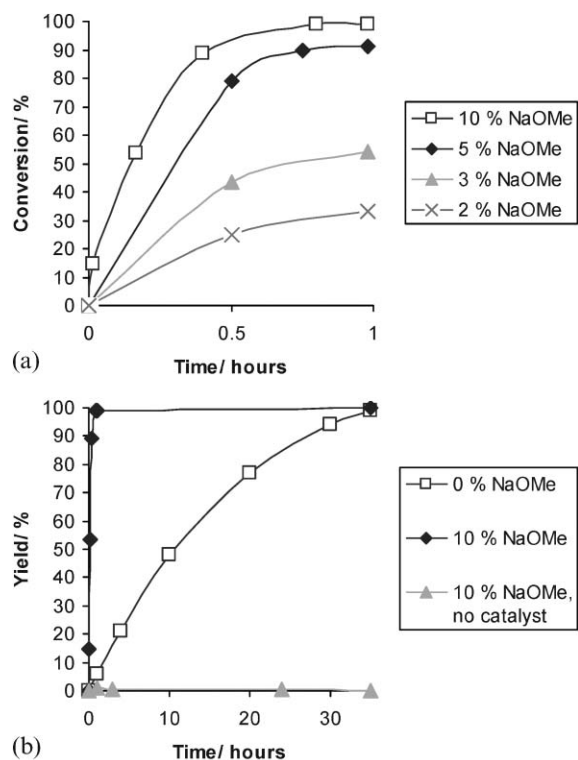 100
90
80
70
60
50
40
30
20
10
0
Conversion/ %
0
0.5
1
Time/ hours
10 % NaOMe
5 % NaOMe
3 % NaOMe
2 % NaOMe
(a)
100
90
80
70
60
50
40
30
20
10
0
Yield/ %
0
10
20
30
Time/ hours
0 % NaOMe
10 % NaOMe
10 % NaOMe,
no catalyst
(b)